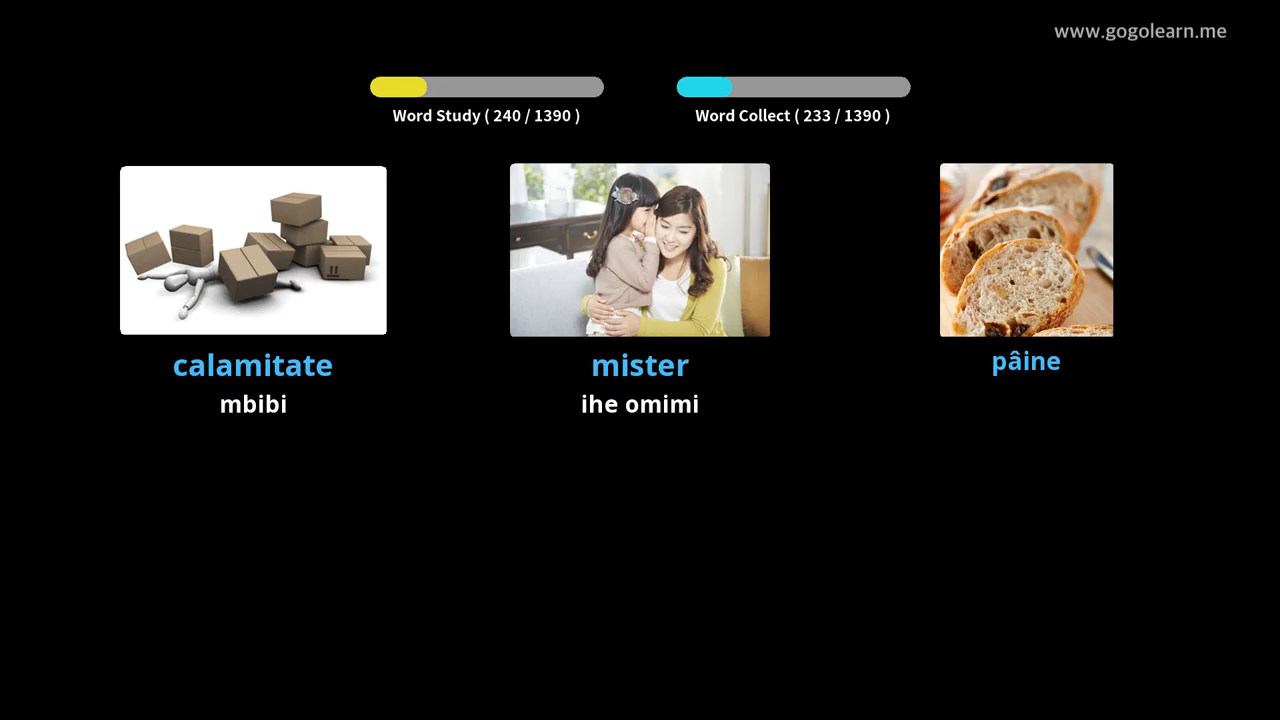 www.gogolearn.me
Word Study ( 240 / 1390 )
Word Collect ( 233 / 1390 )
calamitate
mbibi
mister
ihe omimi
pâine